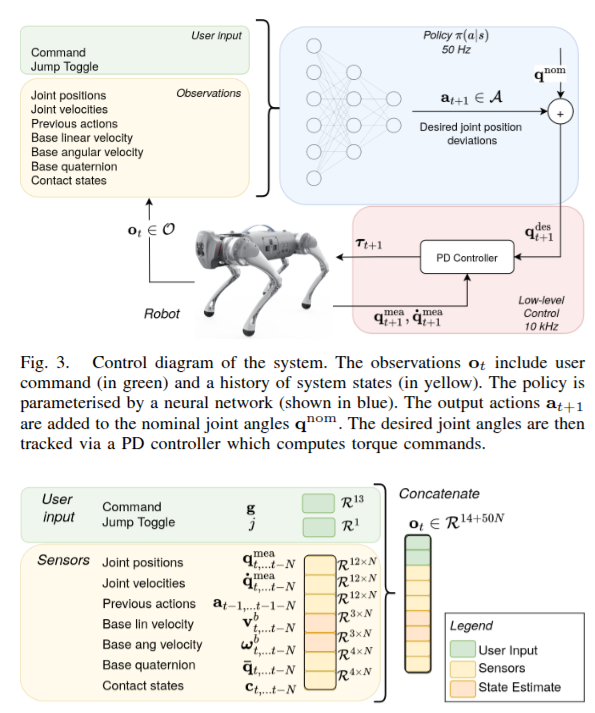 User input
Command
Jump Toggle
Observations
Joint positions
Joint velocities
Previous actions
Base linear velocity
Base angular velocity
Base quaternion
Contact states
Policy π(a|s)
50 Hz
q^nom
a_{t+1} ∈ 𝒜
+
Desired joint position
deviations
o_t ∈ 𝒪
Robot
τ_{t+1}
PD Controller
q^des_{t+1}
q^mea_{t+1}, q̇^mea_{t+1}
Low-level
Control
10 kHz
Fig. 3. Control diagram of the system. The observations o_t include user
command (in green) and a history of system states (in yellow). The policy is
parameterised by a neural network (shown in blue). The output actions a_{t+1}
are added to the nominal joint angles q^nom. The desired joint angles are then
tracked via a PD controller which computes torque commands.
User
input
Command g ℛ^13
Jump Toggle j ℛ^1
Sensors
Joint positions q^mea_{t,...t−N} ℛ^{12×N}
Joint velocities q̇^mea_{t,...t−N} ℛ^{12×N}
Previous actions a_{t−1,...t−1−N} ℛ^{12×N}
Base lin velocity v^b_{t,...t−N} ℛ^{3×N}
Base ang velocity ω^b_{t,...t−N} ℛ^{3×N}
Base quaternion q̄_{t,...t−N} ℛ^{4×N}
Contact states c_{t,...t−N} ℛ^{4×N}
Concatenate
o_t ∈ ℛ^{14+50N}
Legend
User Input
Sensors
State Estimate